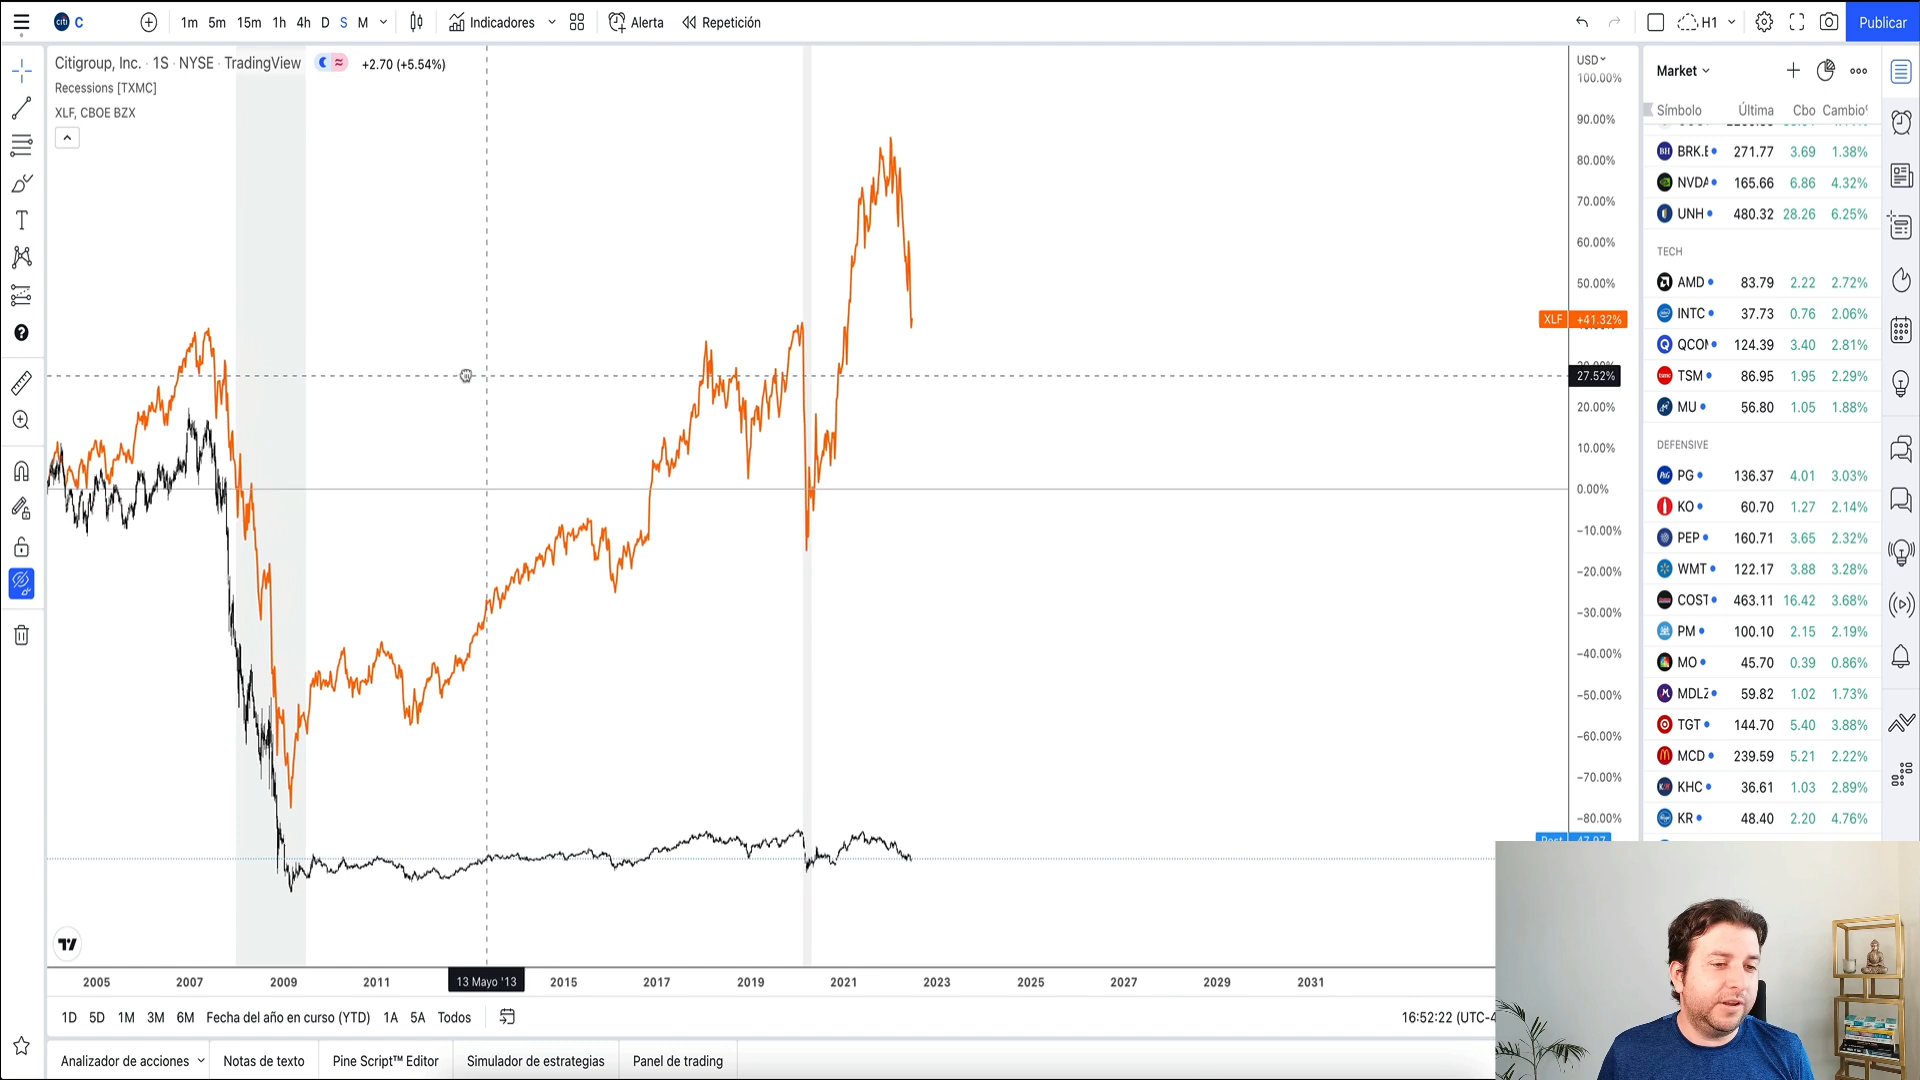 citi C 1m 5m 15m 1h 4h D S M Indicadores Alerta Repetición H1 Publicar
Citigroup, Inc. · 1S · NYSE · TradingView +2.70 (+5.54%)
Recessions [TXMC]
XLF, CBOE BZX
USD
100.00%
90.00%
80.00%
70.00%
60.00%
50.00%
XLF +41.32%
27.52%
20.00%
10.00%
0.00%
−10.00%
−20.00%
−30.00%
−40.00%
−50.00%
−60.00%
−70.00%
−80.00%
2005 2007 2009 2011 13 Mayo '13 2015 2017 2019 2021 2023 2025 2027 2029 2031
1D 5D 1M 3M 6M Fecha del año en curso (YTD) 1A 5A Todos 16:52:22 (UTC-4
Analizador de acciones Notas de texto Pine Script™ Editor Simulador de estrategias Panel de trading
Market
Símbolo Última Cbo Cambio
BRK.E 271.77 3.69 1.38%
NVDA 165.66 6.86 4.32%
UNH 480.32 28.26 6.25%
TECH
AMD 83.79 2.22 2.72%
INTC 37.73 0.76 2.06%
QCOM 124.39 3.40 2.81%
TSM 86.95 1.95 2.29%
MU 56.80 1.05 1.88%
DEFENSIVE
PG 136.37 4.01 3.03%
KO 60.70 1.27 2.14%
PEP 160.71 3.65 2.32%
WMT 122.17 3.88 3.28%
COST 463.11 16.42 3.68%
PM 100.10 2.15 2.19%
MO 45.70 0.39 0.86%
MDLZ 59.82 1.02 1.73%
TGT 144.70 5.40 3.88%
MCD 239.59 5.21 2.22%
KHC 36.61 1.03 2.89%
KR 48.40 2.20 4.76%